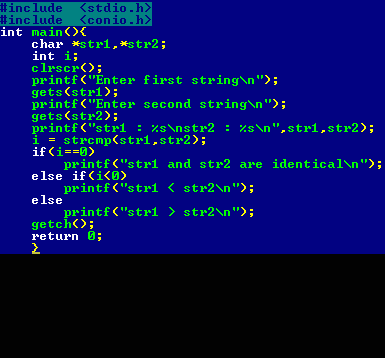 #include  <stdio.h>
#include  <conio.h>
int main(){
    char *str1,*str2;
    int i;
    clrscr();
    printf("Enter first string\n");
    gets(str1);
    printf("Enter second string\n");
    gets(str2);
    printf("str1 : %s\nstr2 : %s\n",str1,str2);
    i = strcmp(str1,str2);
    if(i==0)
        printf("str1 and str2 are identical\n");
    else if(i<0)
        printf("str1 < str2\n");
    else
        printf("str1 > str2\n");
    getch();
    return 0;
    }